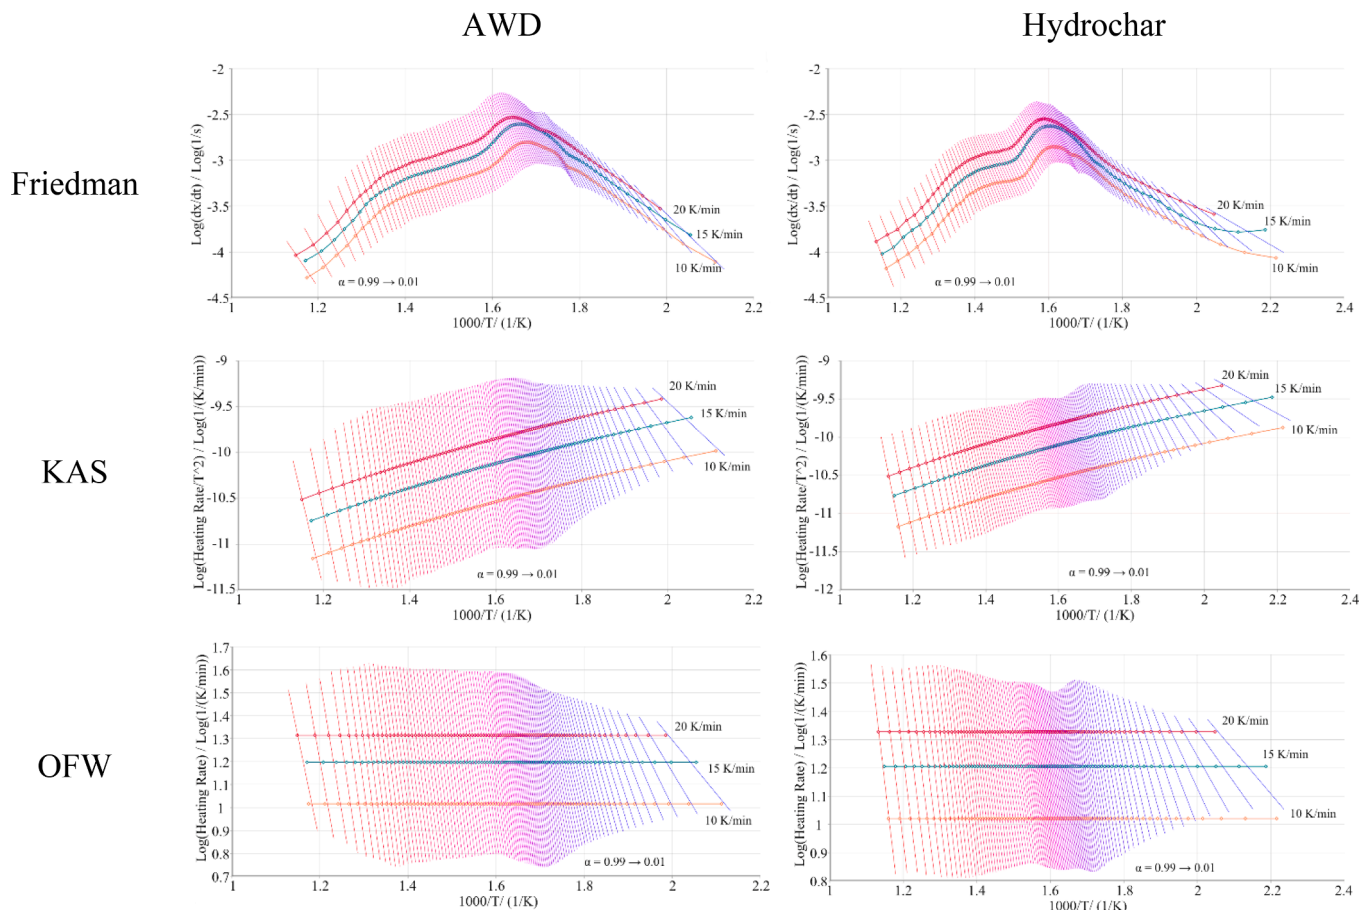 AWD
Hydrochar
Friedman
Log(dx/dt) / Log(1/s)
-2
-2.5
-3
-3.5
-4
-4.5
20 K/min
15 K/min
10 K/min
α = 0.99 → 0.01
1
1.2
1.4
1.6
1.8
2
2.2
1000/T/ (1/K)
Log(dx/dt) / Log(1/s)
-2
-2.5
-3
-3.5
-4
-4.5
20 K/min
15 K/min
10 K/min
α = 0.99 → 0.01
1
1.2
1.4
1.6
1.8
2
2.2
2.4
1000/T/ (1/K)
KAS
Log(Heating Rate/T^2) / Log(1/(K/min))
-9
-9.5
-10
-10.5
-11
-11.5
20 K/min
15 K/min
10 K/min
α = 0.99 → 0.01
1
1.2
1.4
1.6
1.8
2
2.2
1000/T/ (1/K)
Log(Heating Rate/T^2) / Log(1/(K/min))
-9
-9.5
-10
-10.5
-11
-11.5
-12
20 K/min
15 K/min
10 K/min
α = 0.99 → 0.01
1
1.2
1.4
1.6
1.8
2
2.2
2.4
1000/T/ (1/K)
OFW
Log(Heating Rate) / Log(1/(K/min))
1.7
1.6
1.5
1.4
1.3
1.2
1.1
1
0.9
0.8
0.7
20 K/min
15 K/min
10 K/min
α = 0.99 → 0.01
1
1.2
1.4
1.6
1.8
2
2.2
1000/T/ (1/K)
Log(Heating Rate) / Log(1/(K/min))
1.6
1.5
1.4
1.3
1.2
1.1
1
0.9
0.8
20 K/min
15 K/min
10 K/min
α = 0.99 → 0.01
1
1.2
1.4
1.6
1.8
2
2.2
2.4
1000/T/ (1/K)